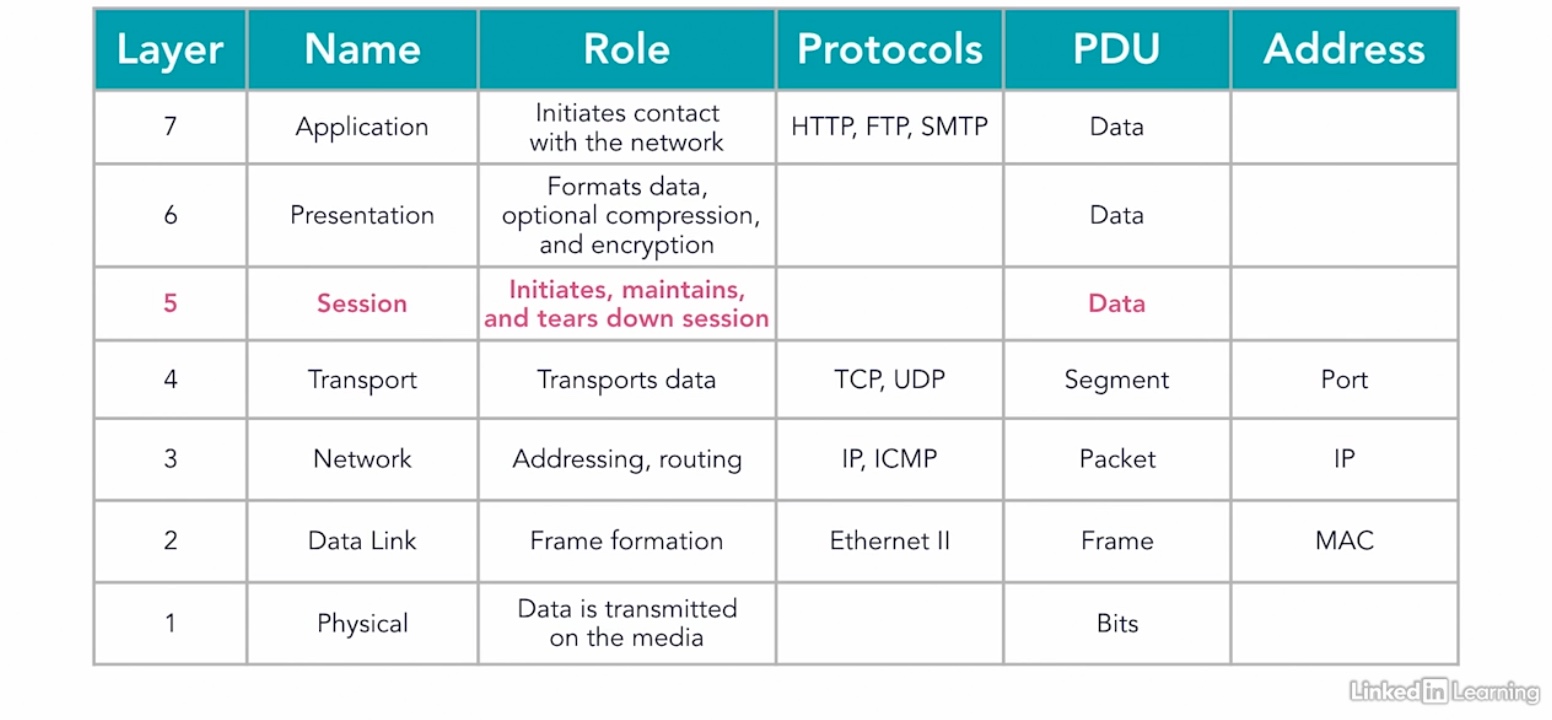 Layer Name Role Protocols PDU Address
7 Application Initiates contact with the network HTTP, FTP, SMTP Data
6 Presentation Formats data, optional compression, and encryption Data
5 Session Initiates, maintains, and tears down session Data
4 Transport Transports data TCP, UDP Segment Port
3 Network Addressing, routing IP, ICMP Packet IP
2 Data Link Frame formation Ethernet II Frame MAC
1 Physical Data is transmitted on the media Bits
Linked in Learning